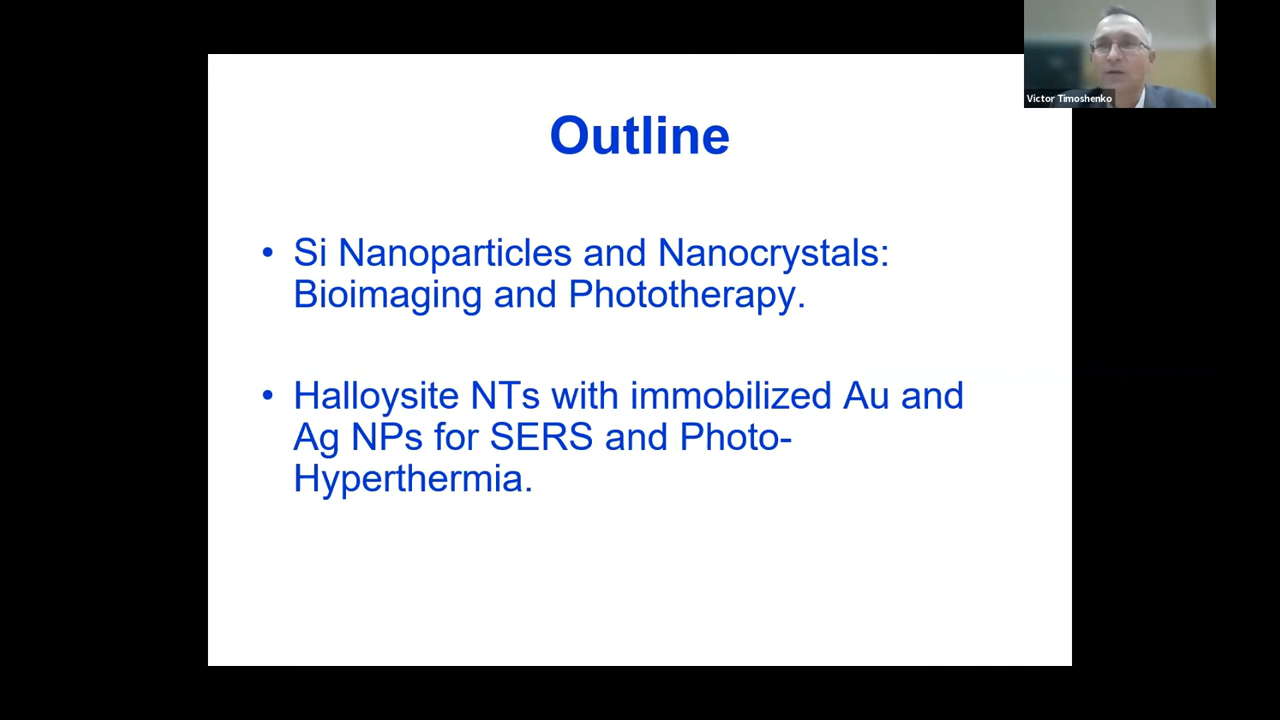 Victor Timoshenko
Outline
• Si Nanoparticles and Nanocrystals:
Bioimaging and Phototherapy.
• Halloysite NTs with immobilized Au and
Ag NPs for SERS and Photo-
Hyperthermia.